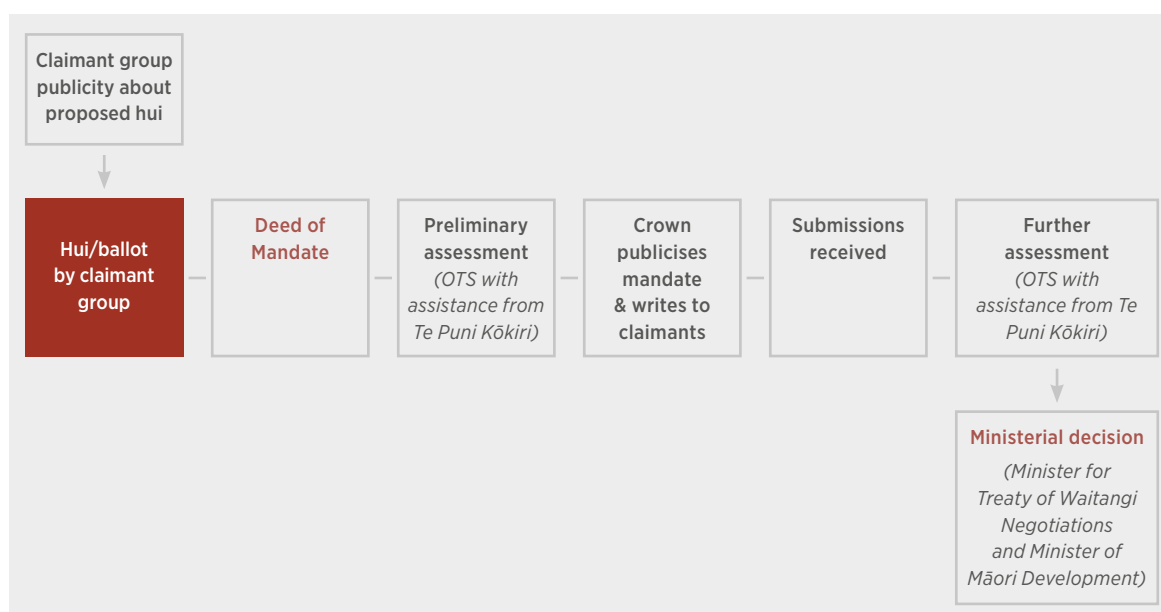 Claimant group
publicity about
proposed hui
Hui/ballot
by claimant
group
Deed of
Mandate
Preliminary
assessment
(OTS with
assistance from
Te Puni Kōkiri)
Crown
publicises
mandate
& writes to
claimants
Submissions
received
Further
assessment
(OTS with
assistance from Te
Puni Kōkiri)
Ministerial decision
(Minister for
Treaty of Waitangi
Negotiations
and Minister of
Māori Development)